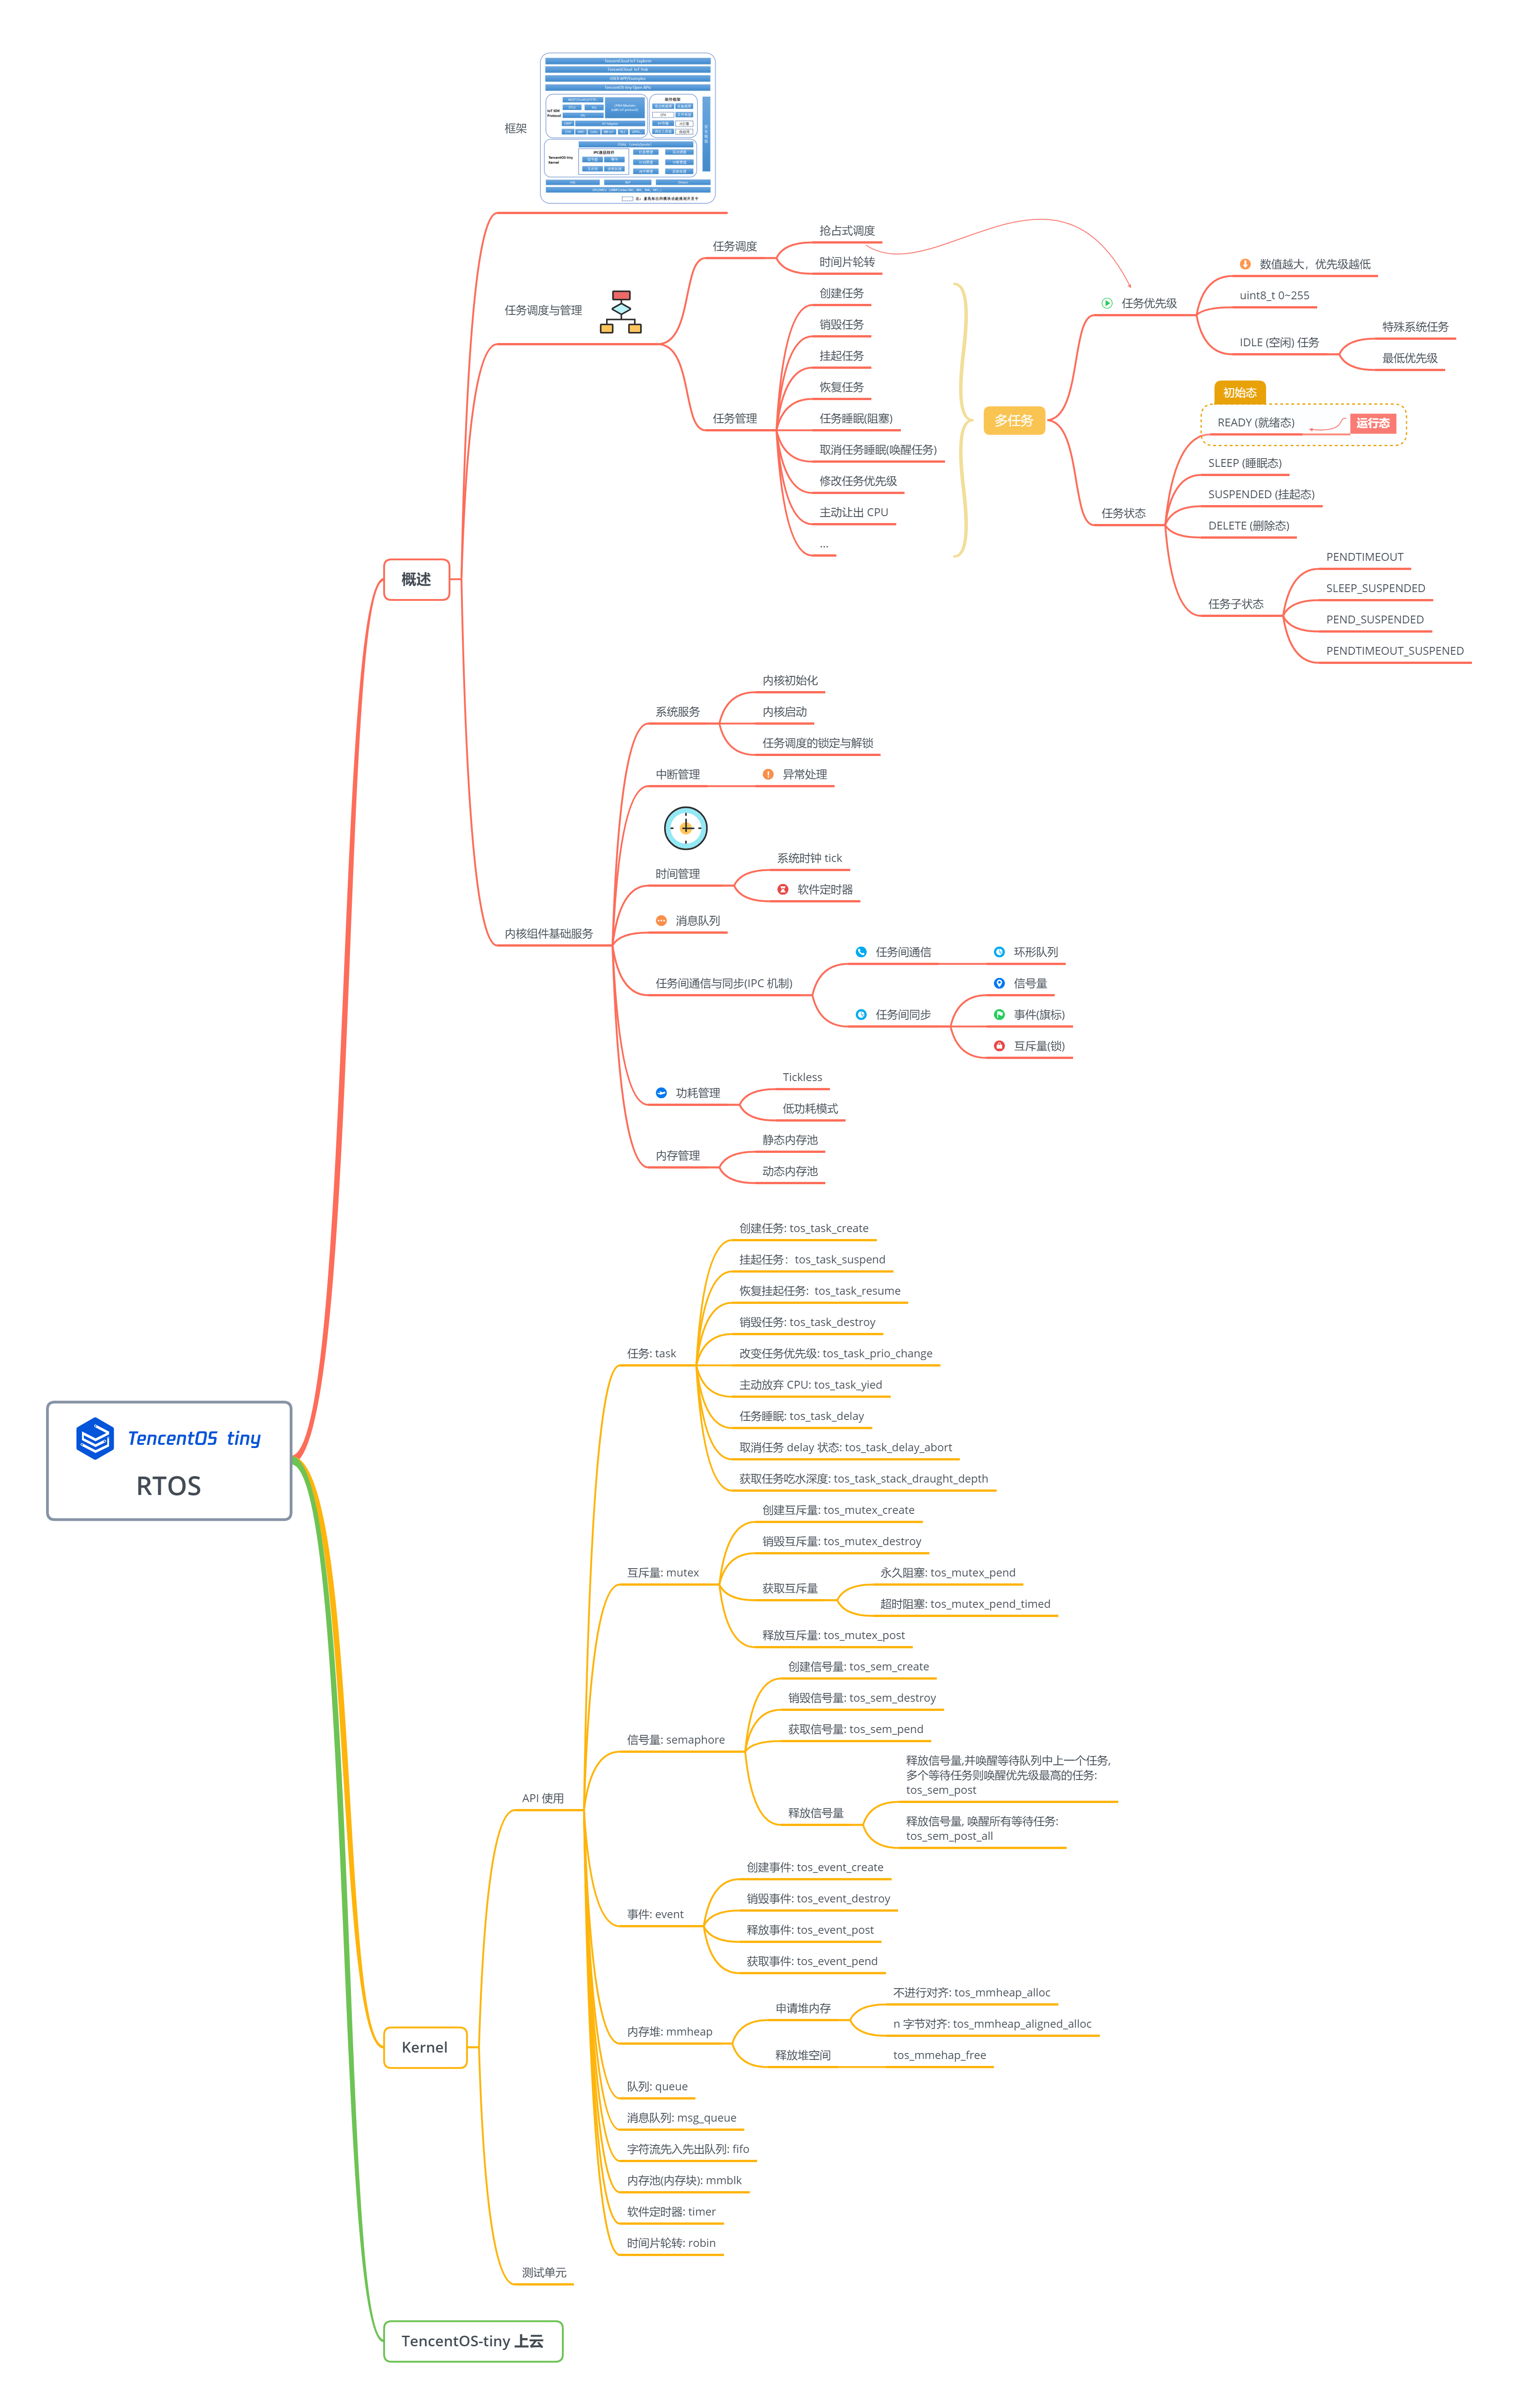 TencentOS tiny
RTOS
概述
框架
TencentCloud IoT Explorer
TencentCloud IoT Hub
USER APP/Examples
TencentOS tiny Open APIs
IoT SDK
Protocol
TencentOS tiny
Kernel
任务调度与管理
任务调度
抢占式调度
时间片轮转
任务管理
创建任务
销毁任务
挂起任务
恢复任务
任务睡眠(阻塞)
取消任务睡眠(唤醒任务)
修改任务优先级
主动让出 CPU
...
多任务
任务优先级
数值越大，优先级越低
uint8_t 0~255
IDLE (空闲) 任务
特殊系统任务
最低优先级
任务状态
初始态
READY (就绪态)
运行态
SLEEP (睡眠态)
SUSPENDED (挂起态)
DELETE (删除态)
任务子状态
PENDTIMEOUT
SLEEP_SUSPENDED
PEND_SUSPENDED
PENDTIMEOUT_SUSPENED
内核组件基础服务
系统服务
内核初始化
内核启动
任务调度的锁定与解锁
中断管理
异常处理
时间管理
系统时钟 tick
软件定时器
消息队列
任务间通信与同步(IPC 机制)
任务间通信
环形队列
任务间同步
信号量
事件(旗标)
互斥量(锁)
功耗管理
Tickless
低功耗模式
内存管理
静态内存池
动态内存池
Kernel
API 使用
任务: task
创建任务: tos_task_create
挂起任务：tos_task_suspend
恢复挂起任务: tos_task_resume
销毁任务: tos_task_destroy
改变任务优先级: tos_task_prio_change
主动放弃 CPU: tos_task_yied
任务睡眠: tos_task_delay
取消任务 delay 状态: tos_task_delay_abort
获取任务吃水深度: tos_task_stack_draught_depth
互斥量: mutex
创建互斥量: tos_mutex_create
销毁互斥量: tos_mutex_destroy
获取互斥量
永久阻塞: tos_mutex_pend
超时阻塞: tos_mutex_pend_timed
释放互斥量: tos_mutex_post
信号量: semaphore
创建信号量: tos_sem_create
销毁信号量: tos_sem_destroy
获取信号量: tos_sem_pend
释放信号量
释放信号量,并唤醒等待队列中上一个任务,
多个等待任务则唤醒优先级最高的任务:
tos_sem_post
释放信号量, 唤醒所有等待任务:
tos_sem_post_all
事件: event
创建事件: tos_event_create
销毁事件: tos_event_destroy
释放事件: tos_event_post
获取事件: tos_event_pend
内存堆: mmheap
申请堆内存
不进行对齐: tos_mmheap_alloc
n 字节对齐: tos_mmheap_aligned_alloc
释放堆空间
tos_mmehap_free
队列: queue
消息队列: msg_queue
字符流先入先出队列: fifo
内存池(内存块): mmblk
软件定时器: timer
时间片轮转: robin
测试单元
TencentOS-tiny 上云